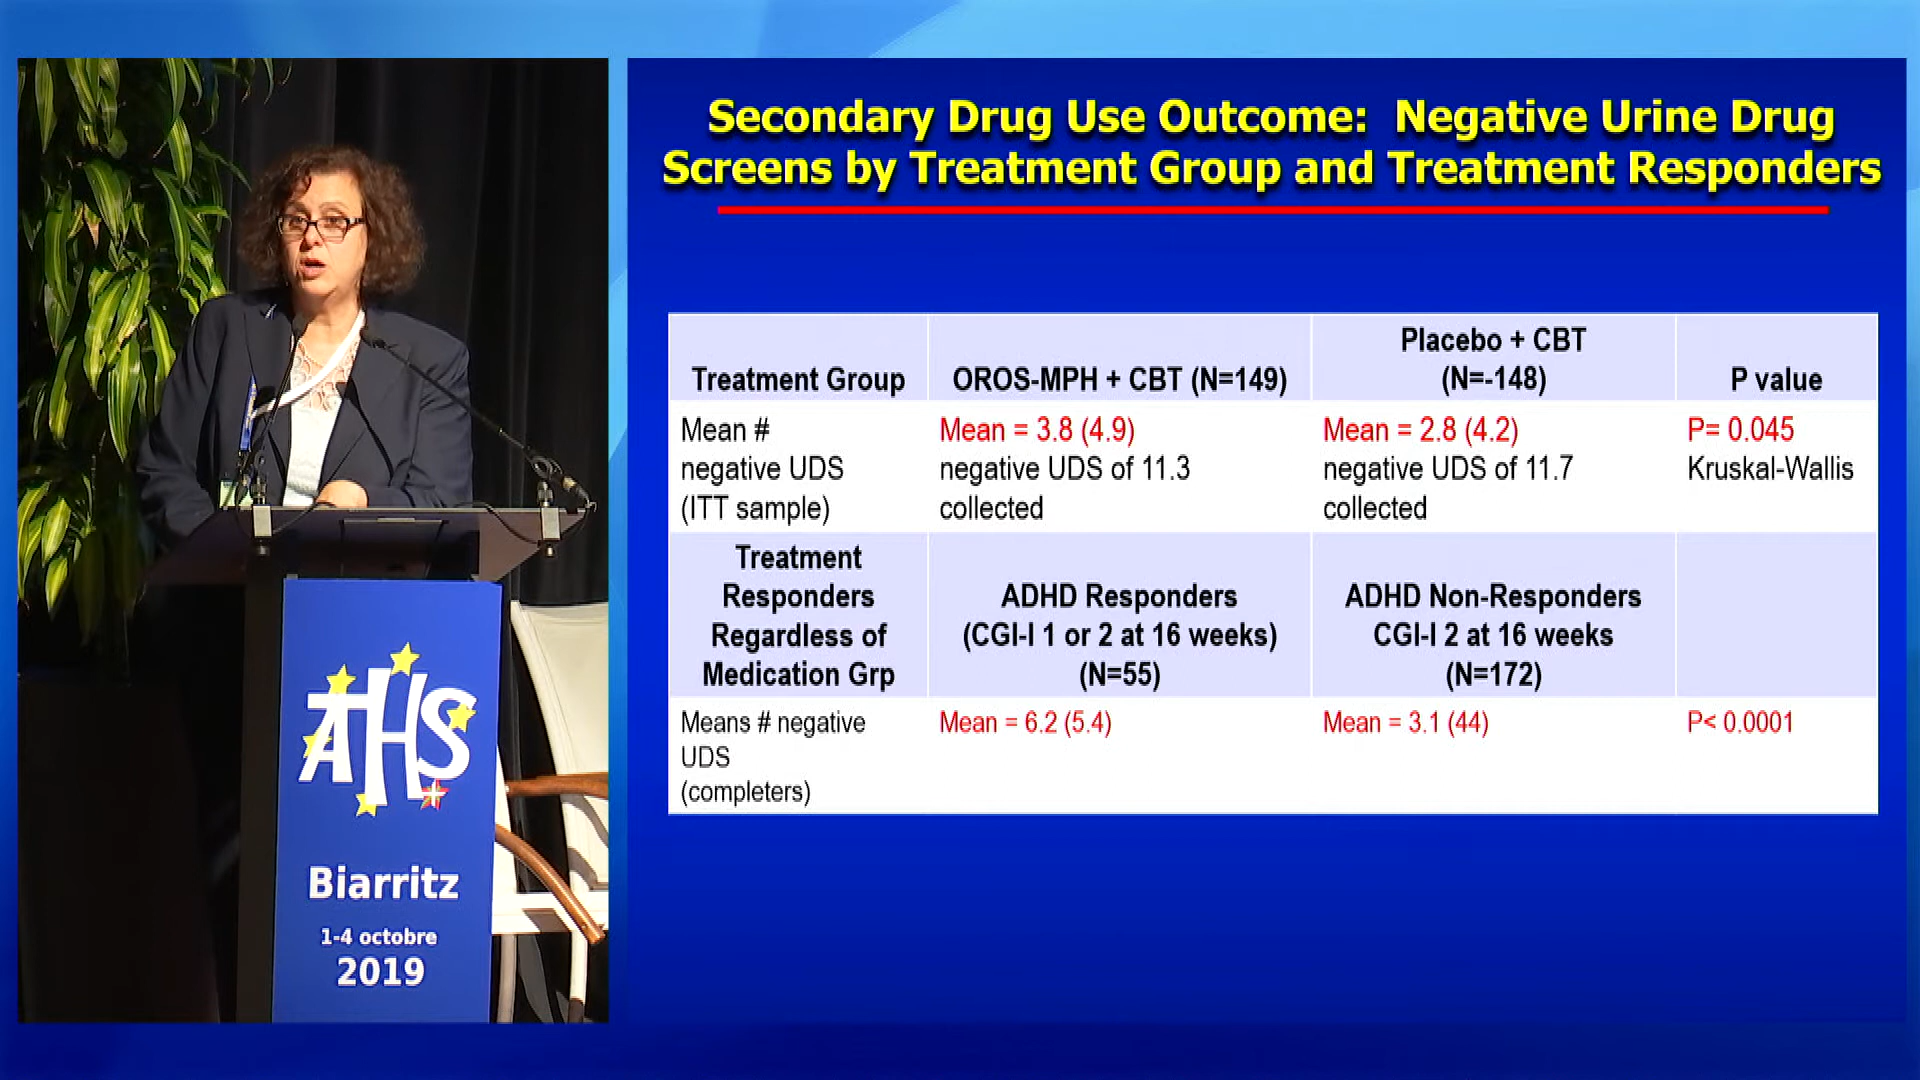 Secondary Drug Use Outcome: Negative Urine Drug
Screens by Treatment Group and Treatment Responders
Treatment Group
OROS-MPH + CBT (N=149)
Placebo + CBT
(N=-148)
P value
Mean #
negative UDS
(ITT sample)
Mean = 3.8 (4.9)
negative UDS of 11.3
collected
Mean = 2.8 (4.2)
negative UDS of 11.7
collected
P= 0.045
Kruskal-Wallis
Treatment
Responders
Regardless of
Medication Grp
ADHD Responders
(CGI-I 1 or 2 at 16 weeks)
(N=55)
ADHD Non-Responders
CGI-I 2 at 16 weeks
(N=172)
Means # negative
UDS
(completers)
Mean = 6.2 (5.4)
Mean = 3.1 (44)
P< 0.0001
AHS
Biarritz
1-4 octobre
2019